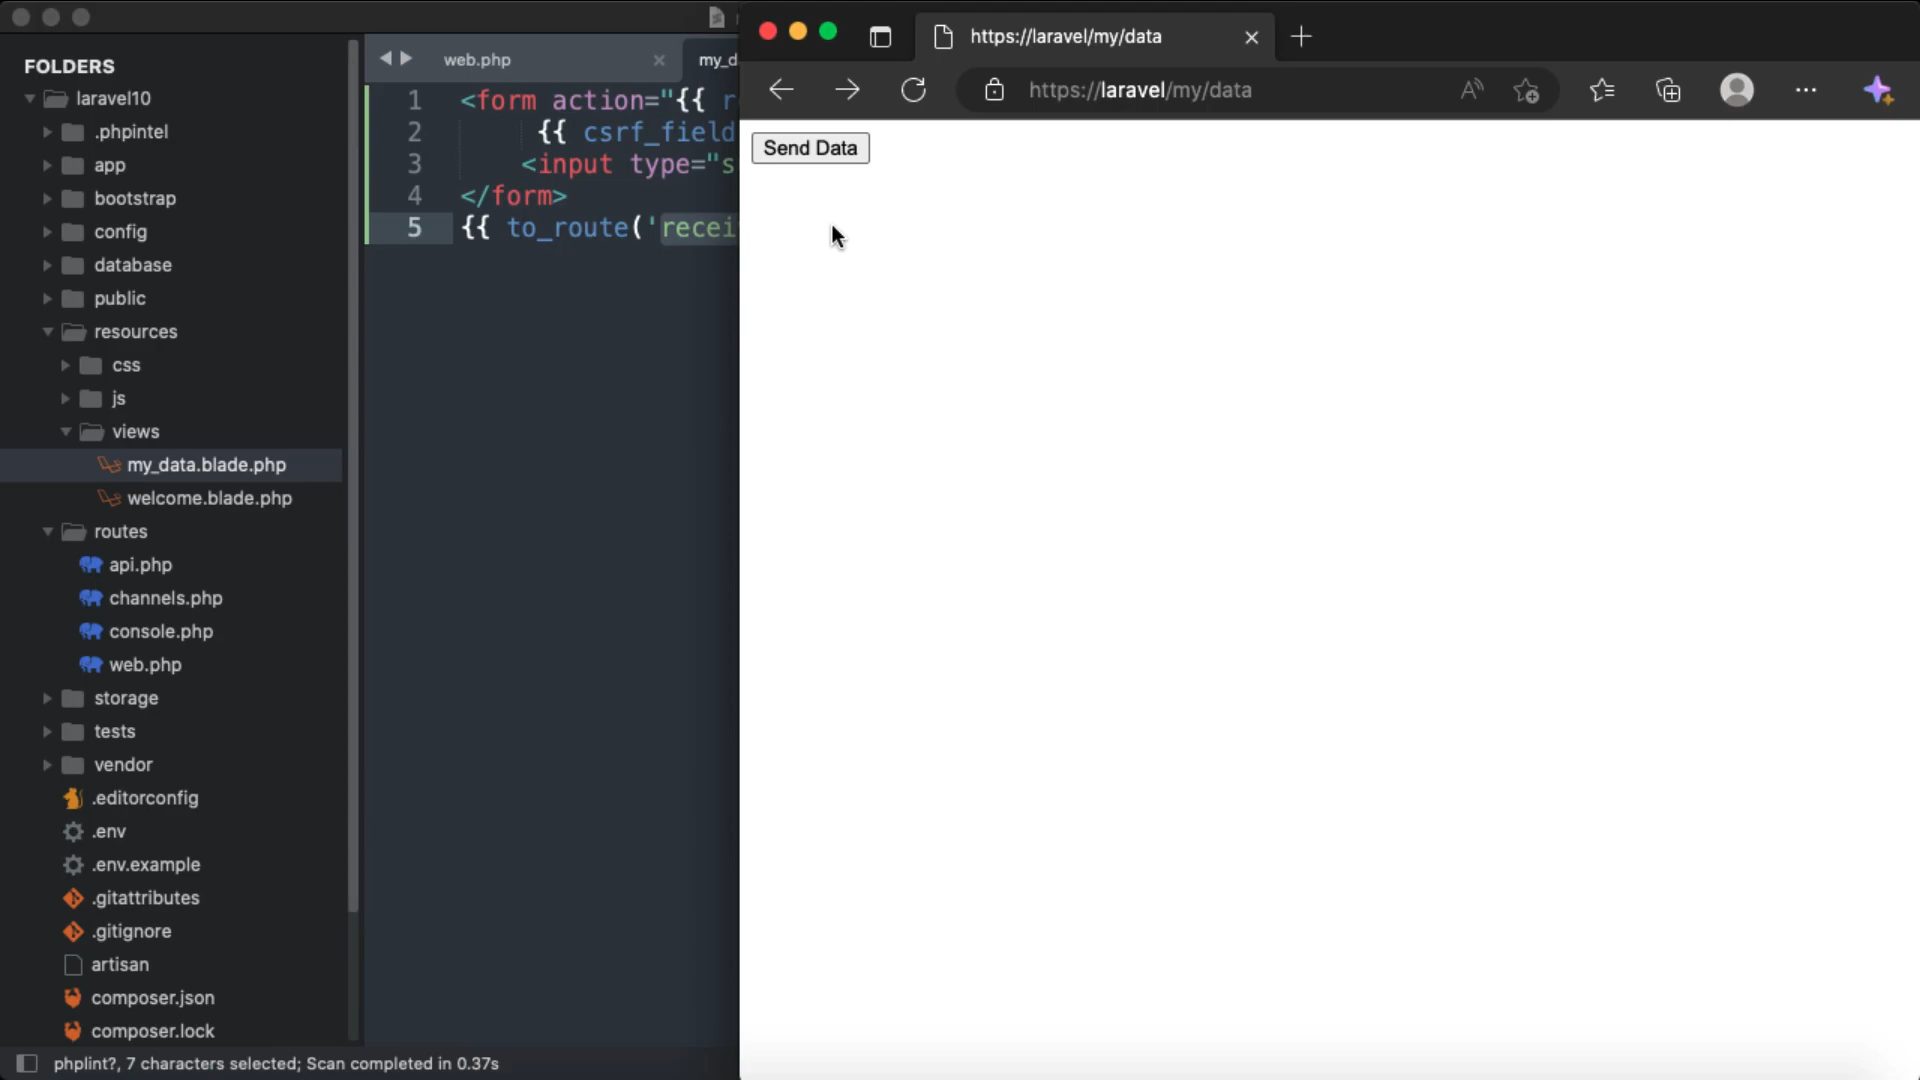 FOLDERS
laravel10
.phpintel
app
bootstrap
config
database
public
resources
css
js
views
my_data.blade.php
welcome.blade.php
routes
api.php
channels.php
console.php
web.php
storage
tests
vendor
.editorconfig
.env
.env.example
.gitattributes
.gitignore
artisan
composer.json
composer.lock
phplint?, 7 characters selected; Scan completed in 0.37s
web.php
my_d
1 <form action="{{ r
2 {{ csrf_field
3 <input type="s
4 </form>
5 {{ to_route('recei
https://laravel/my/data
https://laravel/my/data
Send Data